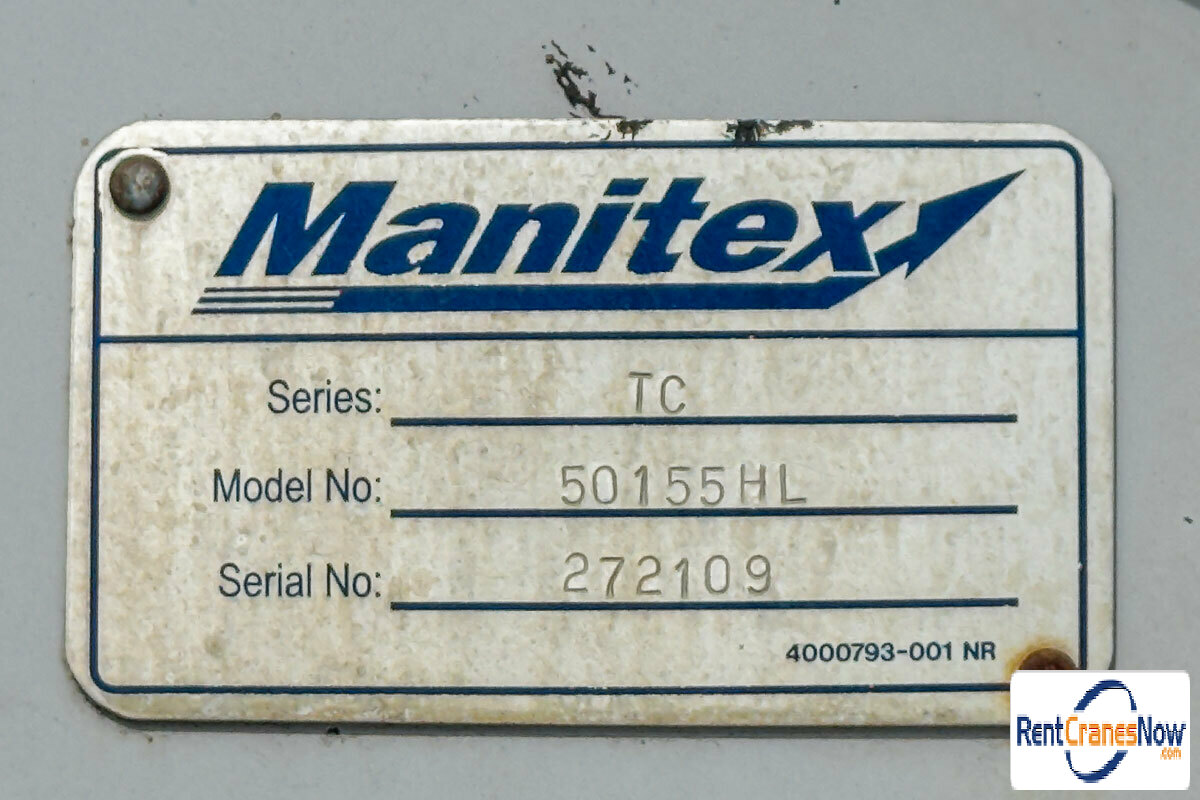 Manitex
Series: TC
Model No: 50155HL
Serial No: 272109
4000793-001 NR
RentCranesNow
.com